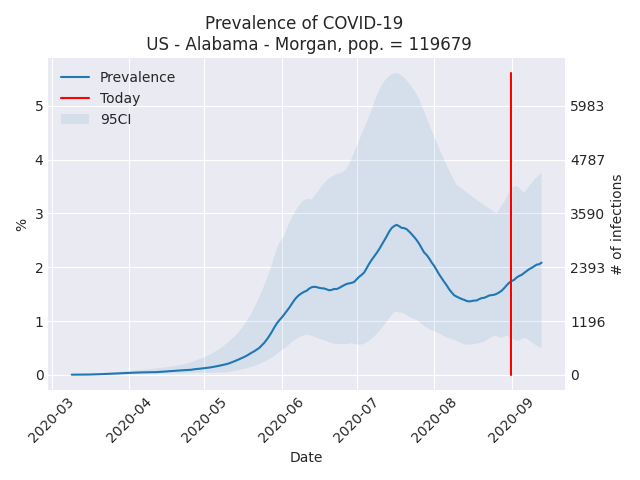 Prevalence of COVID-19
US - Alabama - Morgan, pop. = 119679
Prevalence
Today
95CI
%
5
4
3
2
1
0
5983
4787
3590
2393
1196
0
# of infections
2020-03
2020-04
2020-05
2020-06
2020-07
2020-08
2020-09
Date